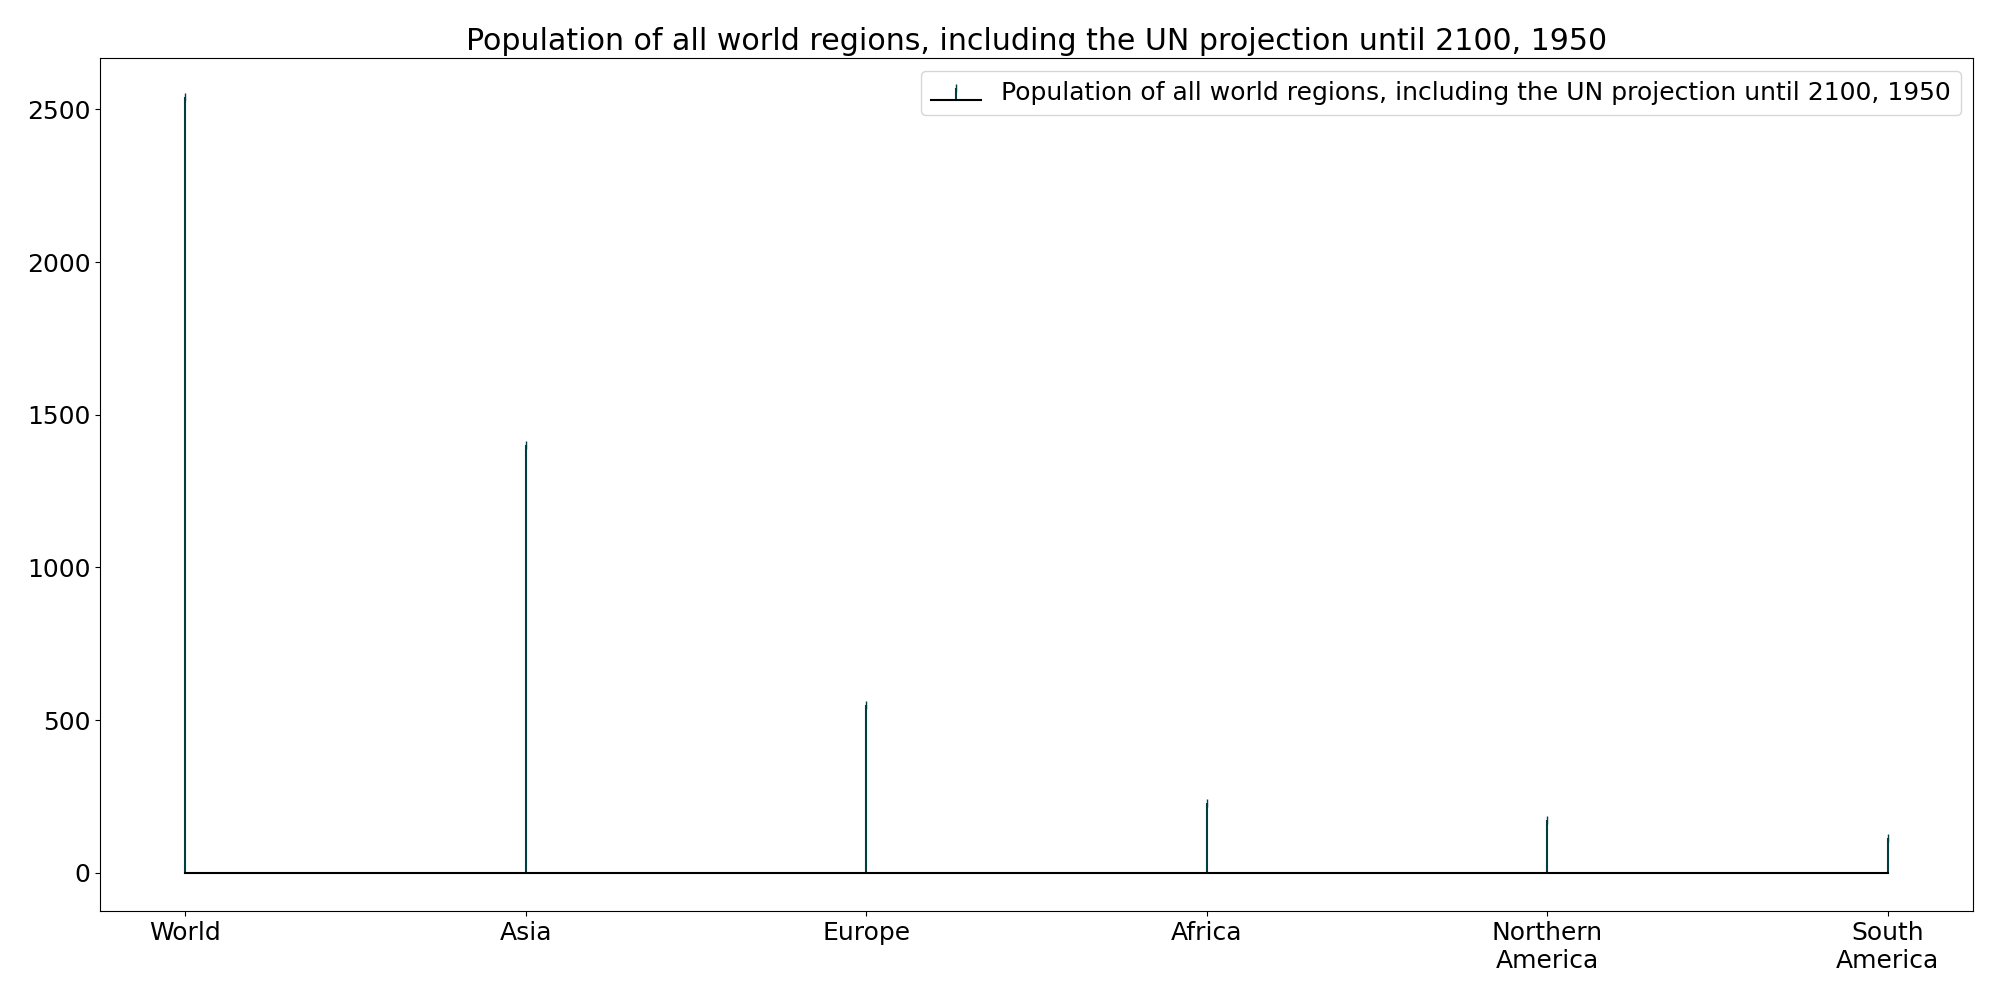 Population of all world regions, including the UN projection until 2100, 1950
Population of all world regions, including the UN projection until 2100, 1950
2500
2000
1500
1000
500
0
World
Asia
Europe
Africa
Northern
America
South
America